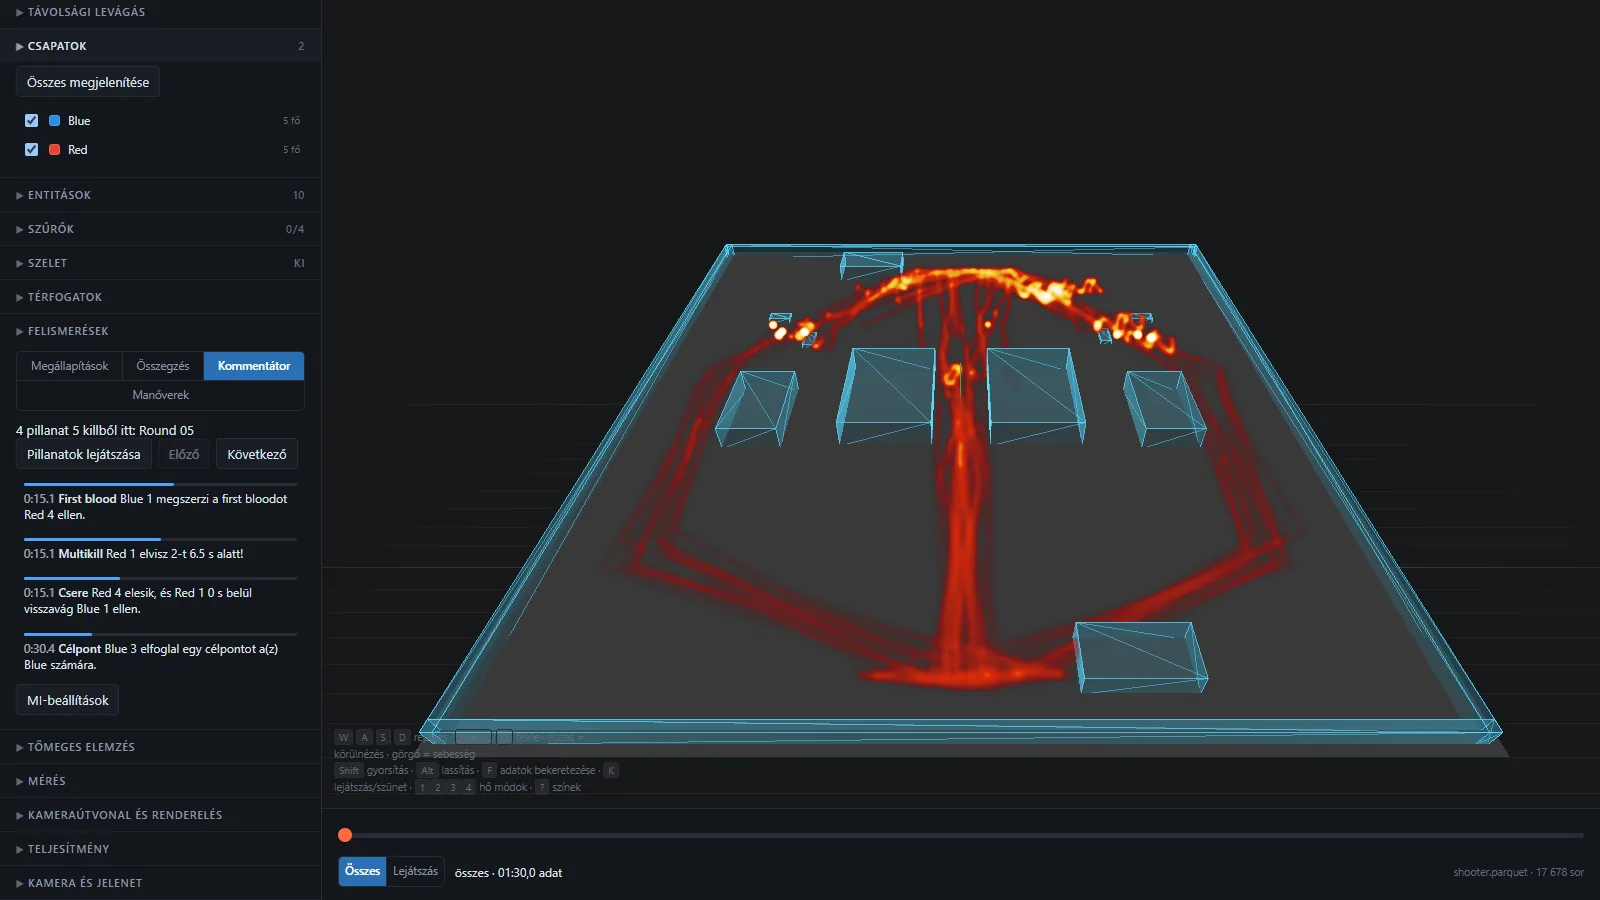 TÁVOLSÁGI LEVÁGÁS
CSAPATOK 2
Összes megjelenítése
Blue 5 fő
Red 5 fő
ENTITÁSOK 10
SZŰRŐK 0/4
SZELET KI
TÉRFOGATOK
FELISMERÉSEK
Megállapítások Összegzés Kommentátor
Manőverek
4 pillanat 5 killből itt: Round 05
Pillanatok lejátszása Előző Következő
0:15.1 First blood Blue 1 megszerzi a first bloodot
Red 4 ellen.
0:15.1 Multikill Red 1 elvisz 2-t 6.5 s alatt!
0:15.1 Csere Red 4 elesik, és Red 1 0 s belül
visszavág Blue 1 ellen.
0:30.4 Célpont Blue 3 elfoglal egy célpontot a(z)
Blue számára.
MI-beállítások
TÖMEGES ELEMZÉS
MÉRÉS
KAMERAÚTVONAL ÉS RENDERELÉS
TELJESÍTMÉNY
KAMERA ÉS JELENET
W A S D
körülnézés · görgő = sebesség
Shift gyorsítás · Alt lassítás · F adatok bekeretezése · K
lejátszás/szünet · 1 2 3 4 hő módok · ? színek
Összes Lejátszás összes · 01:30,0 adat
shooter.parquet · 17 678 sor